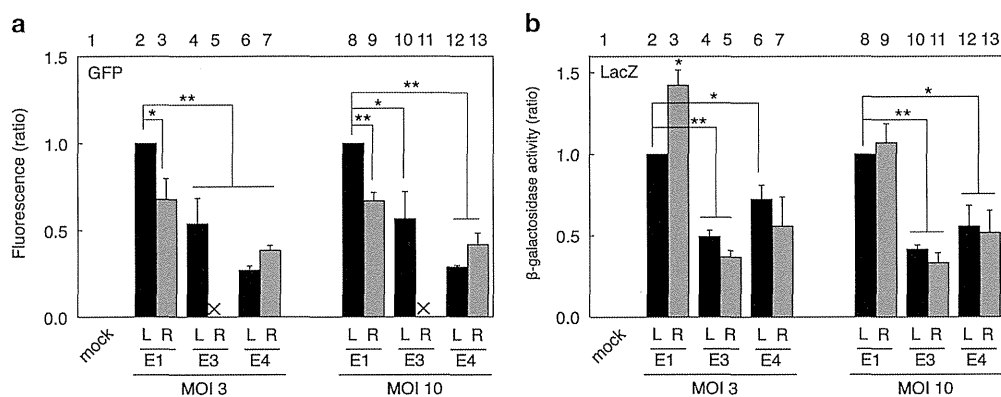 a
1 2 3 4 5 6 7 8 9 10 11 12 13
GFP
Fluorescence (ratio)
1.5
1.0
0.5
0.0
**
*
**
*
**
×
×
mock
L R L R L R L R L R L R
E1 E3 E4 E1 E3 E4
MOI 3 MOI 10
b
1 2 3 4 5 6 7 8 9 10 11 12 13
LacZ
β-galactosidase activity (ratio)
1.5
1.0
0.5
0.0
*
*
**
*
**
mock
L R L R L R L R L R L R
E1 E3 E4 E1 E3 E4
MOI 3 MOI 10